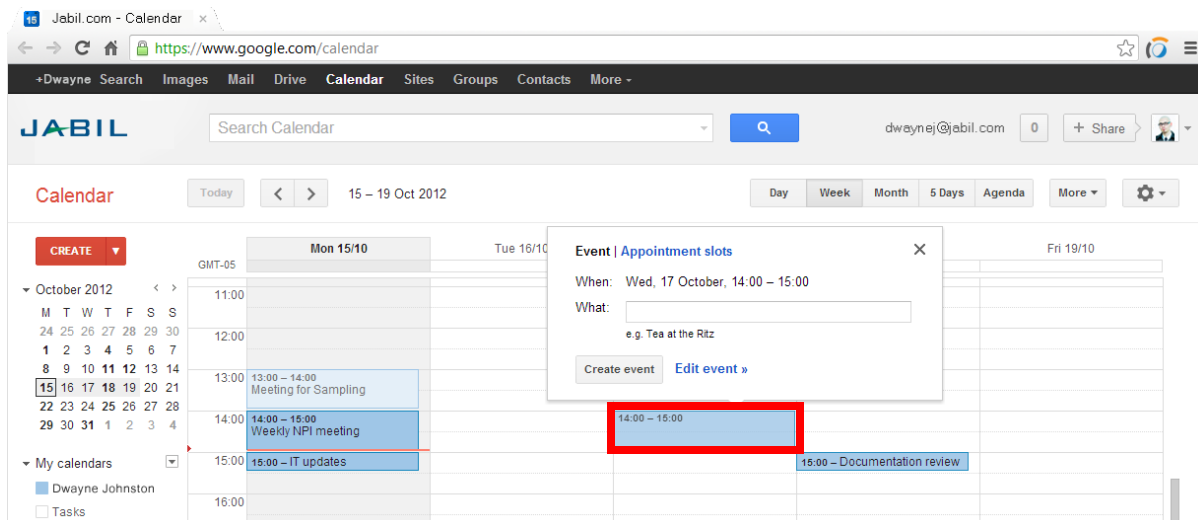 15 Jabil.com - Calendar ×
https://www.google.com/calendar
+Dwayne Search Images Mail Drive Calendar Sites Groups Contacts More
JABIL Search Calendar dwaynej@jabil.com 0 + Share
Calendar Today 15 – 19 Oct 2012 Day Week Month 5 Days Agenda More
CREATE
GMT-05 Mon 15/10 Tue 16/10 Fri 19/10
Event | Appointment slots
When: Wed, 17 October, 14:00 – 15:00
What:
e.g. Tea at the Ritz
Create event Edit event »
October 2012 < >
M T W T F S S
24 25 26 27 28 29 30
1 2 3 4 5 6 7
8 9 10 11 12 13 14
15 16 17 18 19 20 21
22 23 24 25 26 27 28
29 30 31 1 2 3 4
My calendars
Dwayne Johnston
Tasks
11:00
12:00
13:00 13:00 – 14:00
Meeting for Sampling
14:00 14:00 – 15:00 14:00 – 15:00
Weekly NPI meeting
15:00 15:00 – IT updates 15:00 – Documentation review
16:00